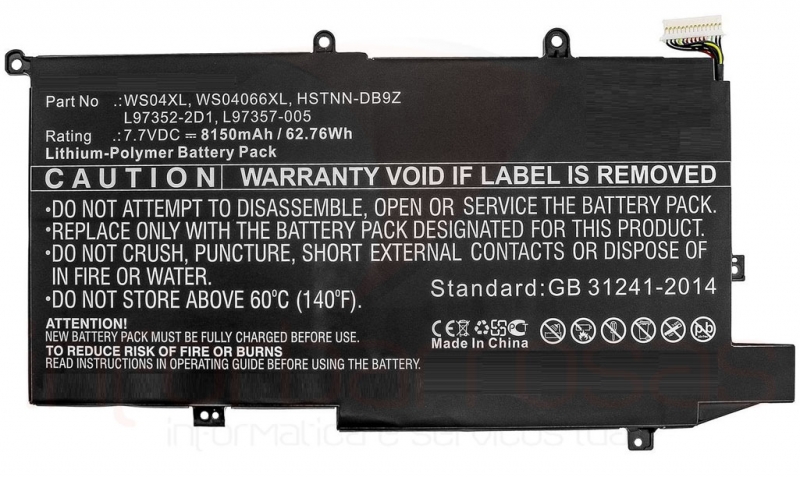 Part No .: WS04XL, WS04066XL, HSTNN-DB9Z
L97352-2D1, L97357-005
Rating .: 7.7VDC ⎓ 8150mAh / 62.76Wh
Lithium-Polymer Battery Pack
CAUTION WARRANTY VOID IF LABEL IS REMOVED
•DO NOT ATTEMPT TO DISASSEMBLE, OPEN OR SERVICE THE BATTERY PACK.
•REPLACE ONLY WITH THE BATTERY PACK DESIGNATED FOR THIS PRODUCT.
•DO NOT CRUSH, PUNCTURE, SHORT EXTERNAL CONTACTS OR DISPOSE OF
IN FIRE OR WATER.
•DO NOT STORE ABOVE 60°C (140°F).
Standard:GB 31241-2014
ATTENTION!
NEW BATTERY PACK MUST BE FULLY CHARGED BEFORE USE.
TO REDUCE RISK OF FIRE OR BURNS
READ INSTRUCTIONS IN OPERATING GUIDE BEFORE USING THE BATTERY.
CE
Pb
Made In China
informática e serviços